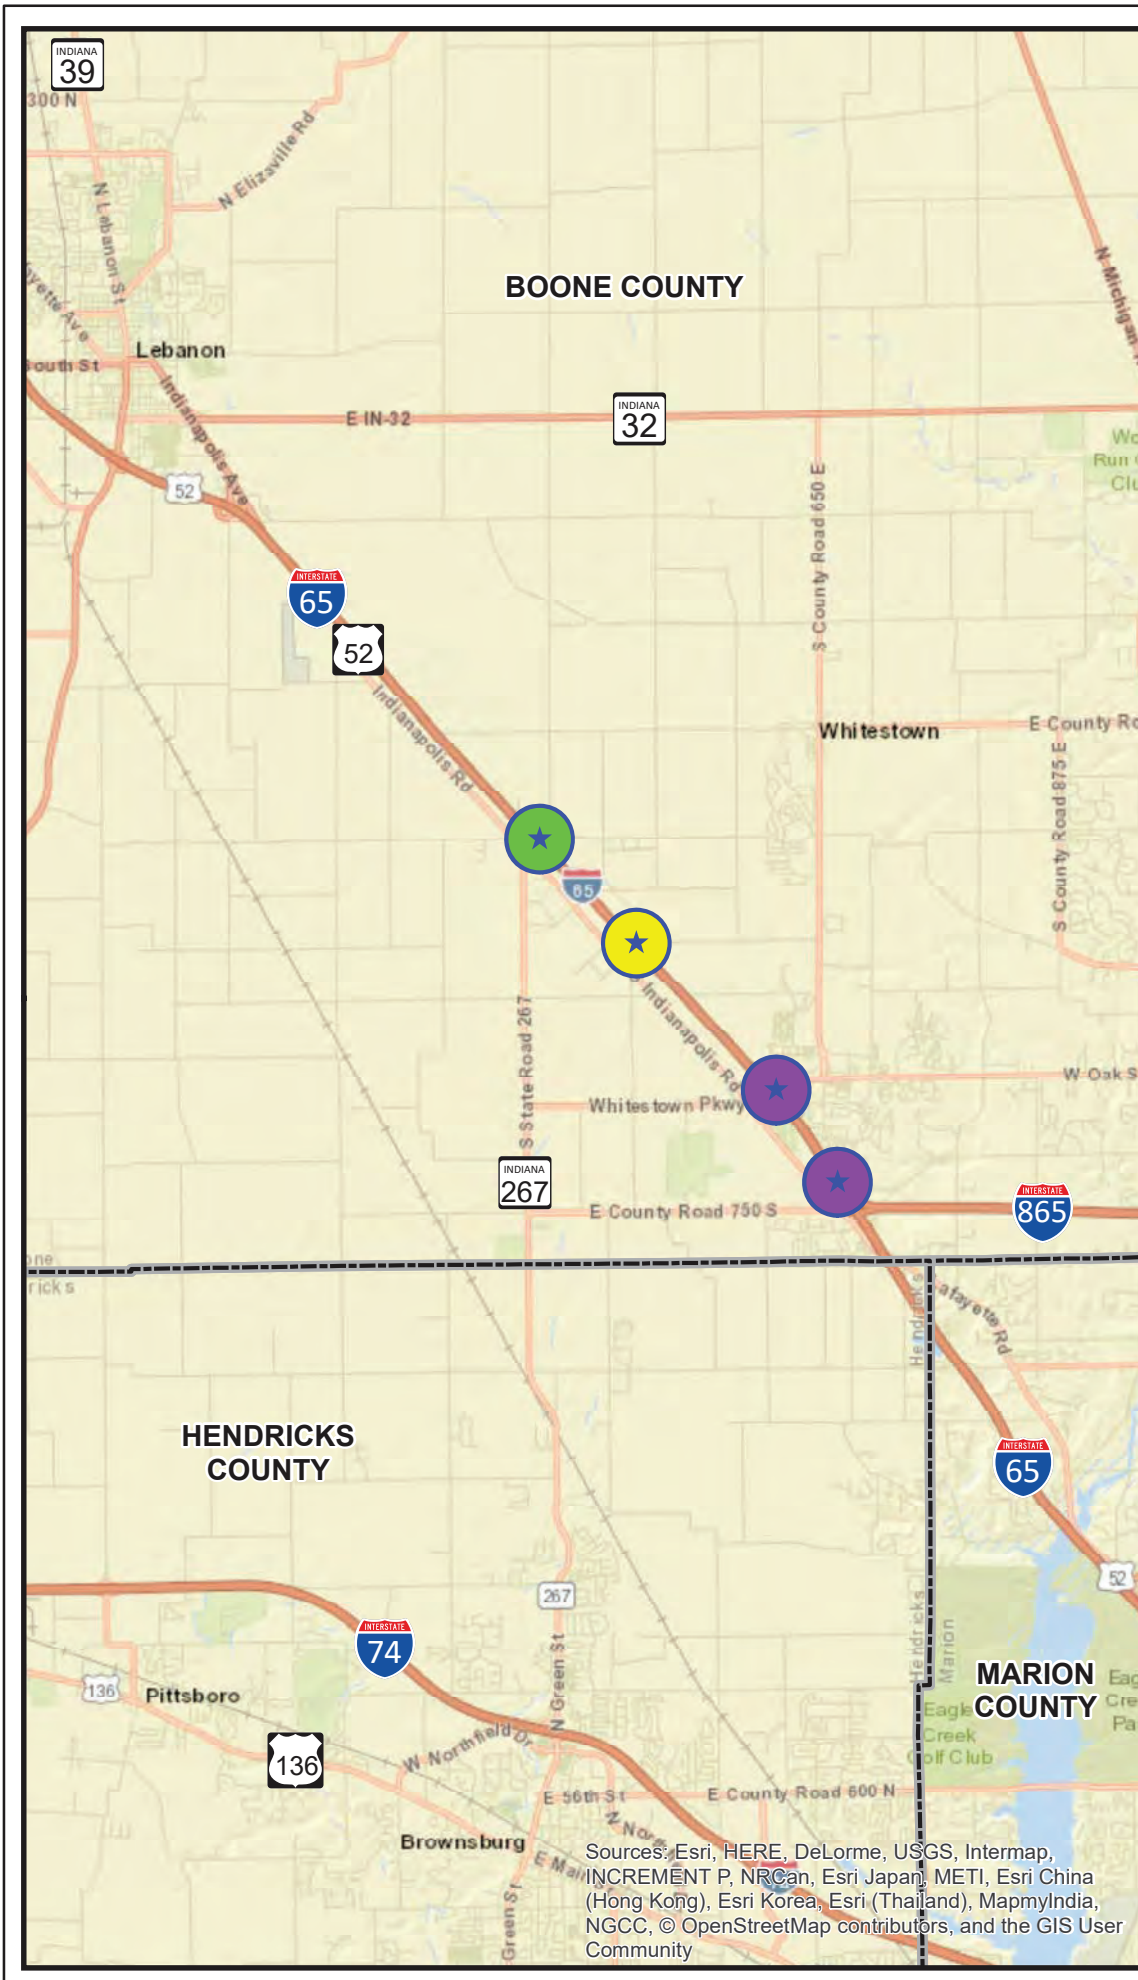 INDIANA
39
300 N
N Elizaville Rd
N Lebanon St
BOONE COUBTY
Lebanon
South St
Indianapolis Ave
E IN-32
INDIANA
32
N Michigan
Run
52
S County Road 650 E
INTERSTATE
65
52
Indianapolis Rd
Whitestown
E County
S County Road 875 E
65
Indianapolis Rd
S State Road 267
W Oak
Whitestown Pkwy
INDIANA
267
E County Road 750 S
INTERSTATE
865
Hendricks
Lafayette Rd
HENDRICKS
COUNTY
INTERSTATE
65
52
267
INTERSTATE
74
N Green St
Hendricks
Marion
MARION
COUNTY
136
Pittsboro
Eagle
Creek
Golf Club
W Northfield Dr
136
E 56th St
E County Road 600 N
Brownsburg
E Main
Green St
Sources: Esri, HERE, DeLorme, USGS, Intermap,
INCREMENT P, NRCan, Esri Japan, METI, Esri China
(Hong Kong), Esri Korea, Esri (Thailand), MapmyIndia,
NGCC, © OpenStreetMap contributors, and the GIS User
Community